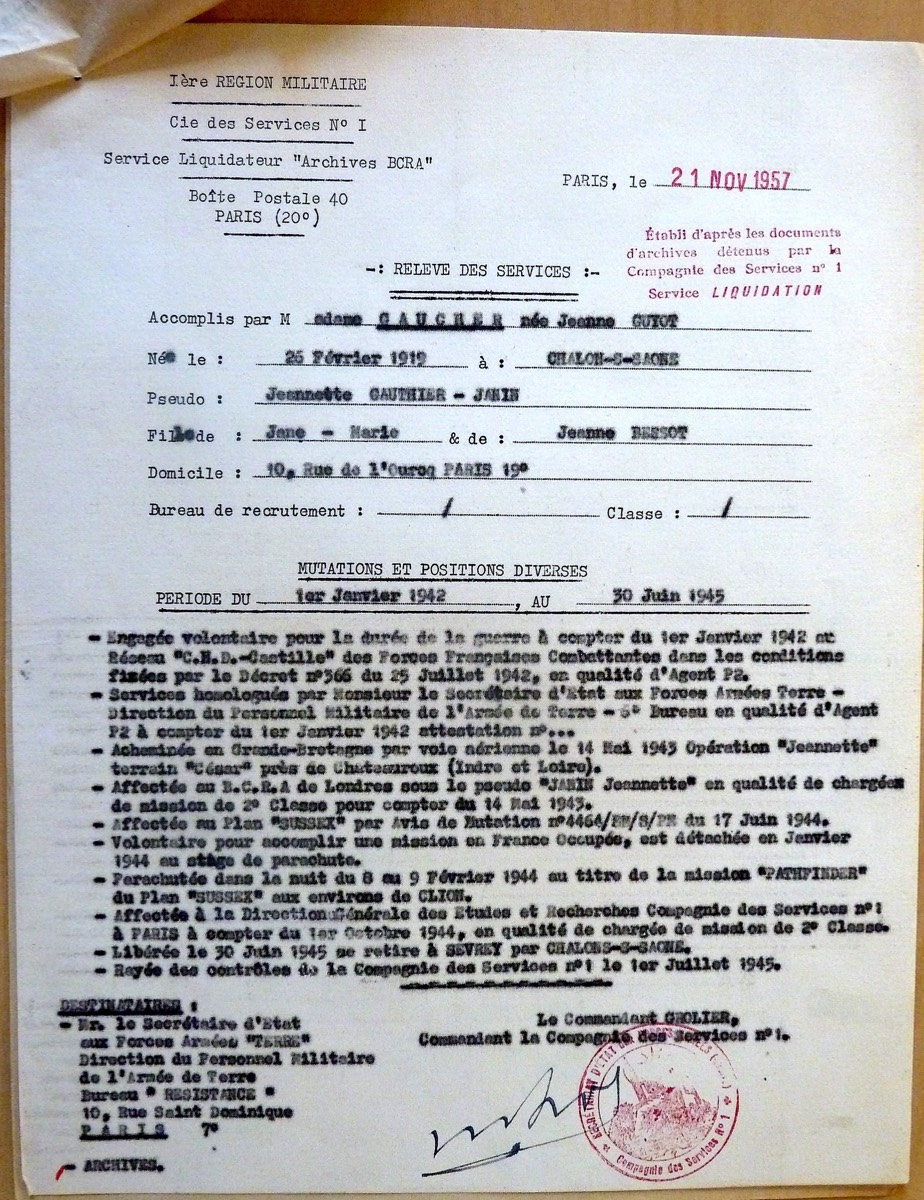 Ière REGION MILITAIRE
Cie des Services N° I
Service Liquidateur "Archives BCRA"
Boîte Postale 40
PARIS (20°)
PARIS, le 21 NOV 1957
Établi d'après les documents
d'archives détenus par la
Compagnie des Services n° 1
Service LIQUIDATION
-: RELEVE DES SERVICES :-
Accomplis par M adame GAUCHER née Jeanne GUYOT
Née le : 26 Février 1919 à : CHALON-S-SAONE
Pseudo : Jeannette GAUTHIER - JANIN
Fille de : Jane - Marie & de : Jeanne BESSOT
Domicile : 10, Rue de l'Ourcq PARIS 19°
Bureau de recrutement : / Classe : /
MUTATIONS ET POSITIONS DIVERSES
PERIODE DU 1er Janvier 1942, AU 30 Juin 1945
- Engagée volontaire pour la durée de la guerre à compter du 1er Janvier 1942 au
Réseau "C.N.D.-Castille" des Forces Françaises Combattantes dans les conditions
fixées par le Décret n°366 du 25 Juillet 1942, en qualité d'Agent P2.
- Services homologués par Monsieur le Secrétaire d'Etat aux Forces Armées Terre -
Direction du Personnel Militaire de l'Armée de Terre - 6° Bureau en qualité d'Agent
P2 à compter du 1er Janvier 1942 attestation n°...
- Acheminée en Grande-Bretagne par voie aérienne le 14 Mai 1943 Opération "Jeannette"
terrain "César" près de Chateauroux (Indre et Loire).
- Affectée au B.C.R.A de Londres sous le pseudo "JANIN Jeannette" en qualité de chargée
de mission de 2° Classe pour compter du 14 Mai 1943.
- Affectée au Plan "SUSSEX" par Avis de Mutation n°4464/EM/S/PE du 17 Juin 1944.
- Volontaire pour accomplir une mission en France Occupée, est détachée en Janvier
1944 au stage de parachute.
- Parachutée dans la nuit du 8 au 9 Février 1944 au titre de la mission "PATHFINDER"
du Plan "SUSSEX" aux environs de CLION.
- Affectée à la Direction Générale des Etudes et Recherches Compagnie des Services n°1
à PARIS à compter du 1er Octobre 1944, en qualité de chargée de mission de 2° Classe.
- Libérée le 30 Juin 1945 se retire à SEVREY par CHALONS-S-SAONE.
- Rayée des contrôles de la Compagnie des Services n°1 le 1er Juillet 1945.
DESTINATAIRES :
- Mr. le Secrétaire d'Etat
aux Forces Armées "TERRE"
Direction du Personnel Militaire
de l'Armée de Terre
Bureau " RESISTANCE "
10, Rue Saint Dominique
PARIS 7°
- ARCHIVES.
Le Commandant GROLIER,
Commandant la Compagnie des Services n°1.
SECRETARIAT D'ETAT AUX FORCES ARMEES
Compagnie des Services N° 1